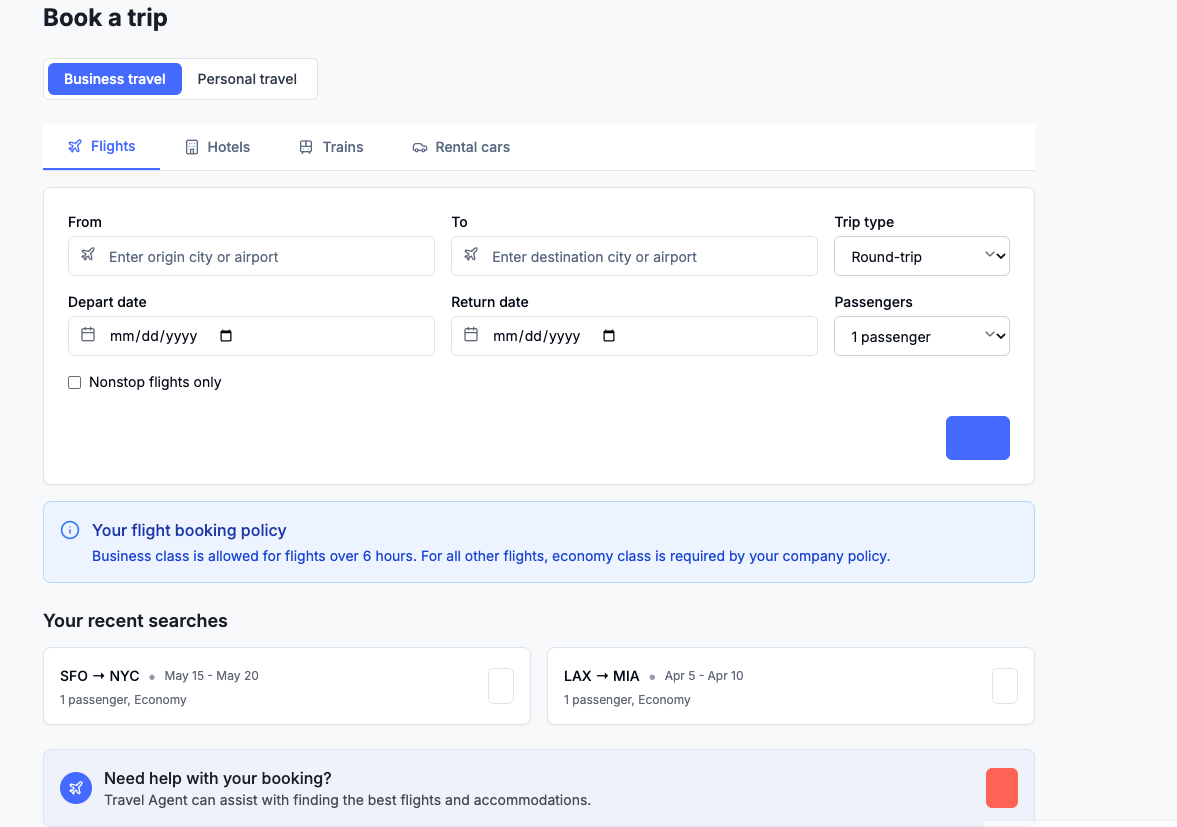 Book a trip
Business travel Personal travel
Flights Hotels Trains Rental cars
From To Trip type
Enter origin city or airport Enter destination city or airport Round-trip
Depart date Return date Passengers
mm/dd/yyyy mm/dd/yyyy 1 passenger
Nonstop flights only
Your flight booking policy
Business class is allowed for flights over 6 hours. For all other flights, economy class is required by your company policy.
Your recent searches
SFO → NYC • May 15 - May 20
1 passenger, Economy
LAX → MIA • Apr 5 - Apr 10
1 passenger, Economy
Need help with your booking?
Travel Agent can assist with finding the best flights and accommodations.